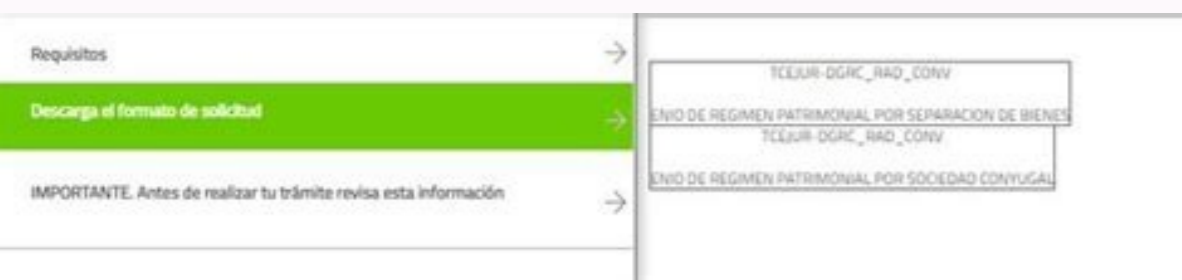 Requisitos
Descarga el formato de solicitud
IMPORTANTE. Antes de realizar tu trámite revisa esta información
TCEJUR-DGRC_RAD_CONV
ENIO DE REGIMEN PATRIMONIAL POR SEPARACION DE BIENES
TCEJUR-DGRC_RAD_CONV
ENIO DE REGIMEN PATRIMONIAL POR SOCIEDAD CONYUGAL